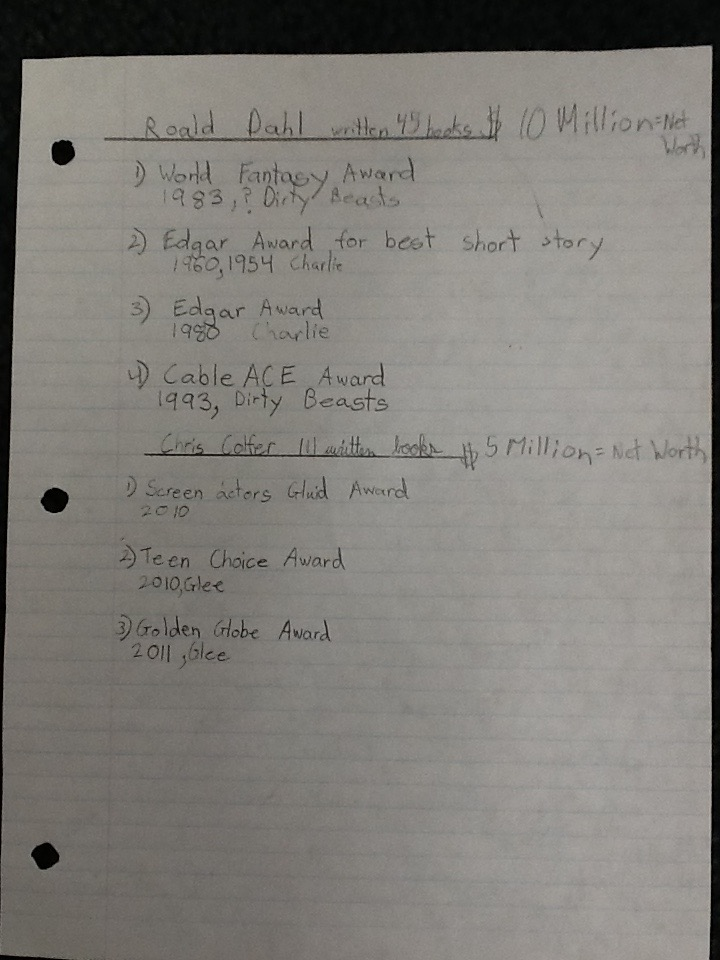 Roald Dahl written 45 books $ 10 Million = Net
Worth
1) World Fantasy Award
1983, ? Dirty Beasts
2) Edgar Award for best short story
1960, 1954 Charlie
3) Edgar Award
1980 Charlie
4) Cable ACE Award
1993, Dirty Beasts
Chris Colfer written books $ 5 Million = Net Worth
1) Screen actors Gluid Award
2010
2) Teen Choice Award
2010, Glee
3) Golden Globe Award
2011, Glee